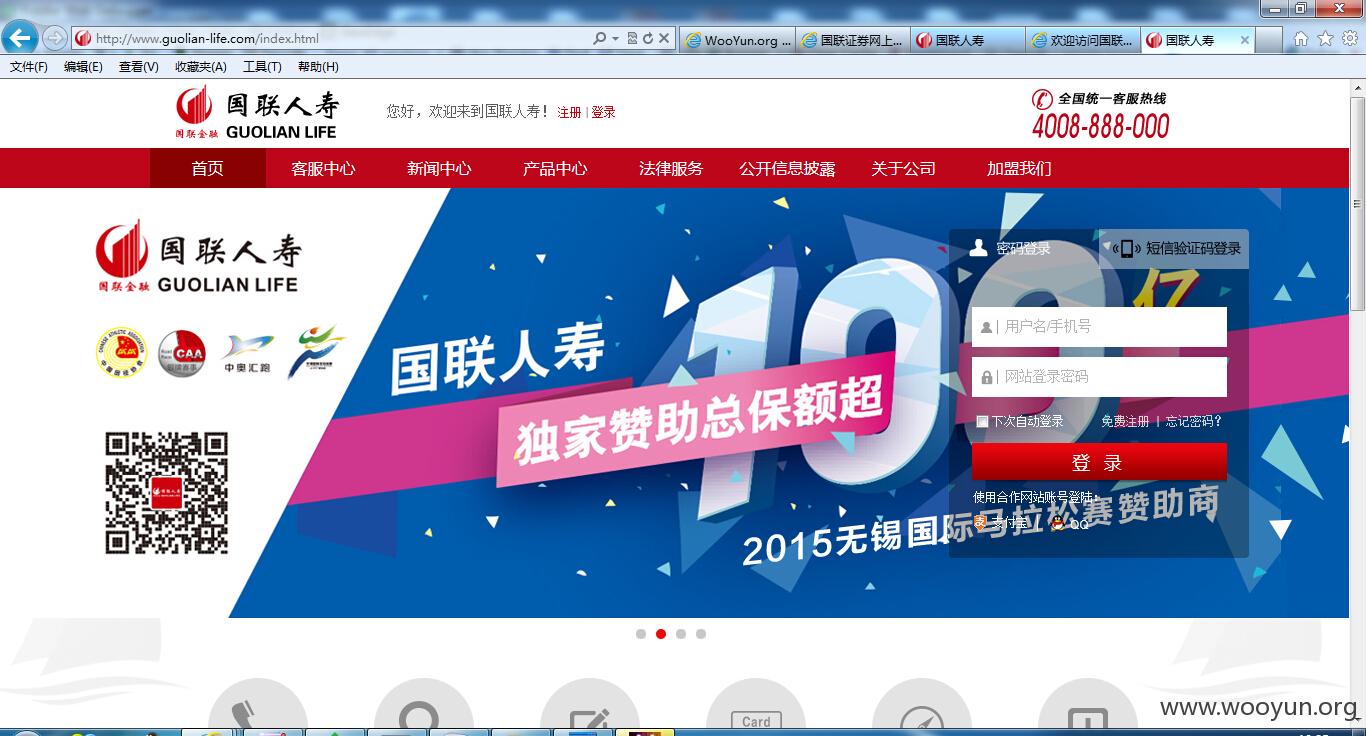 http://www.guolian-life.com/index.html
WooYun.org ...
国联证券网上...
国联人寿
欢迎访问国联...
国联人寿
文件(F) 编辑(E) 查看(V) 收藏夹(A) 工具(T) 帮助(H)
国联人寿
国联金融 GUOLIAN LIFE
您好，欢迎来到国联人寿！ 注册 | 登录
全国统一客服热线
4008-888-000
首页 客服中心 新闻中心 产品中心 法律服务 公开信息披露 关于公司 加盟我们
国联人寿
国联金融 GUOLIAN LIFE
CAA
中奥汇跑
国联人寿
国联人寿
独家赞助总保额超
100亿
2015无锡国际马拉松赛赞助商
密码登录 短信验证码登录
用户名/手机号
网站登录密码
下次自动登录 免费注册 | 忘记密码？
登 录
使用合作网站账号登陆：
支付宝 | QQ
Card
www.wooyun.org